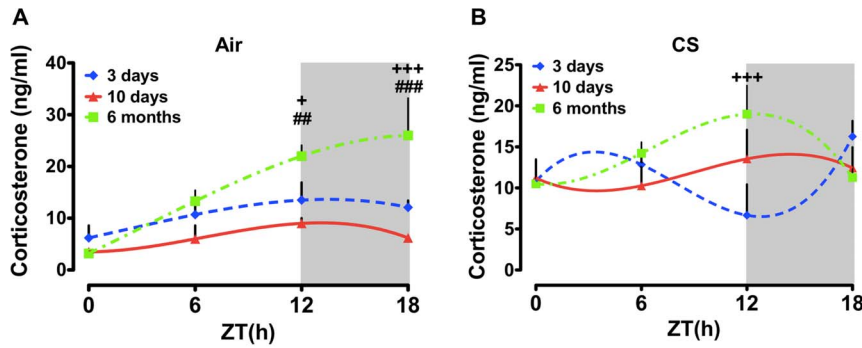 A
Air
Corticosterone (ng/ml)
40
30
20
10
0
3 days
10 days
6 months
+
##
+++
###
0
6
12
18
ZT(h)
B
CS
Corticosterone (ng/ml)
25
20
15
10
5
0
3 days
10 days
6 months
+++
0
6
12
18
ZT(h)